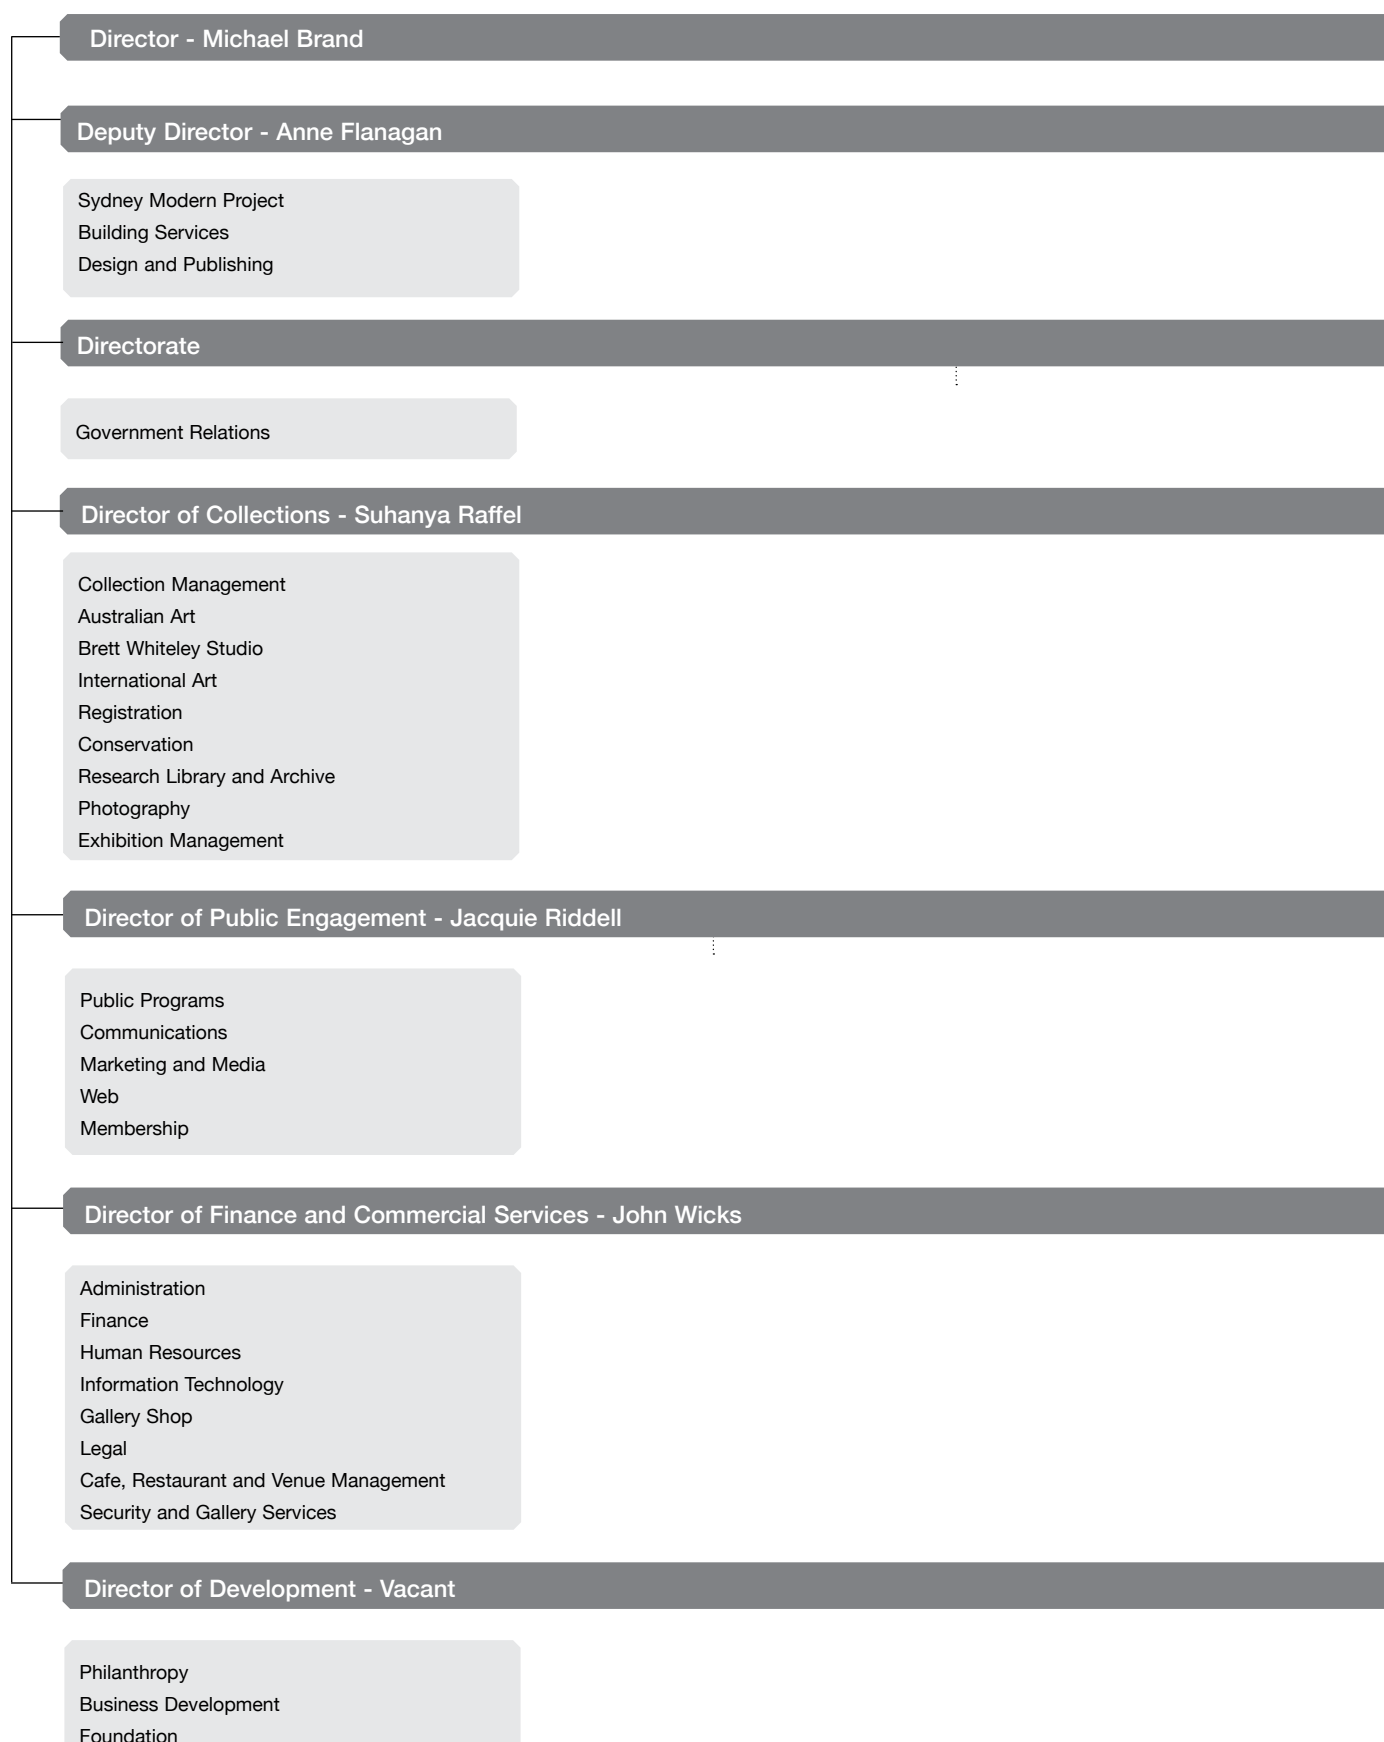 Director - Michael Brand
Deputy Director - Anne Flanagan
Sydney Modern Project
Building Services
Design and Publishing
Directorate
Government Relations
Director of Collections - Suhanya Raffel
Collection Management
Australian Art
Brett Whiteley Studio
International Art
Registration
Conservation
Research Library and Archive
Photography
Exhibition Management
Director of Public Engagement - Jacquie Riddell
Public Programs
Communications
Marketing and Media
Web
Membership
Director of Finance and Commercial Services - John Wicks
Administration
Finance
Human Resources
Information Technology
Gallery Shop
Legal
Cafe, Restaurant and Venue Management
Security and Gallery Services
Director of Development - Vacant
Philanthropy
Business Development
Foundation